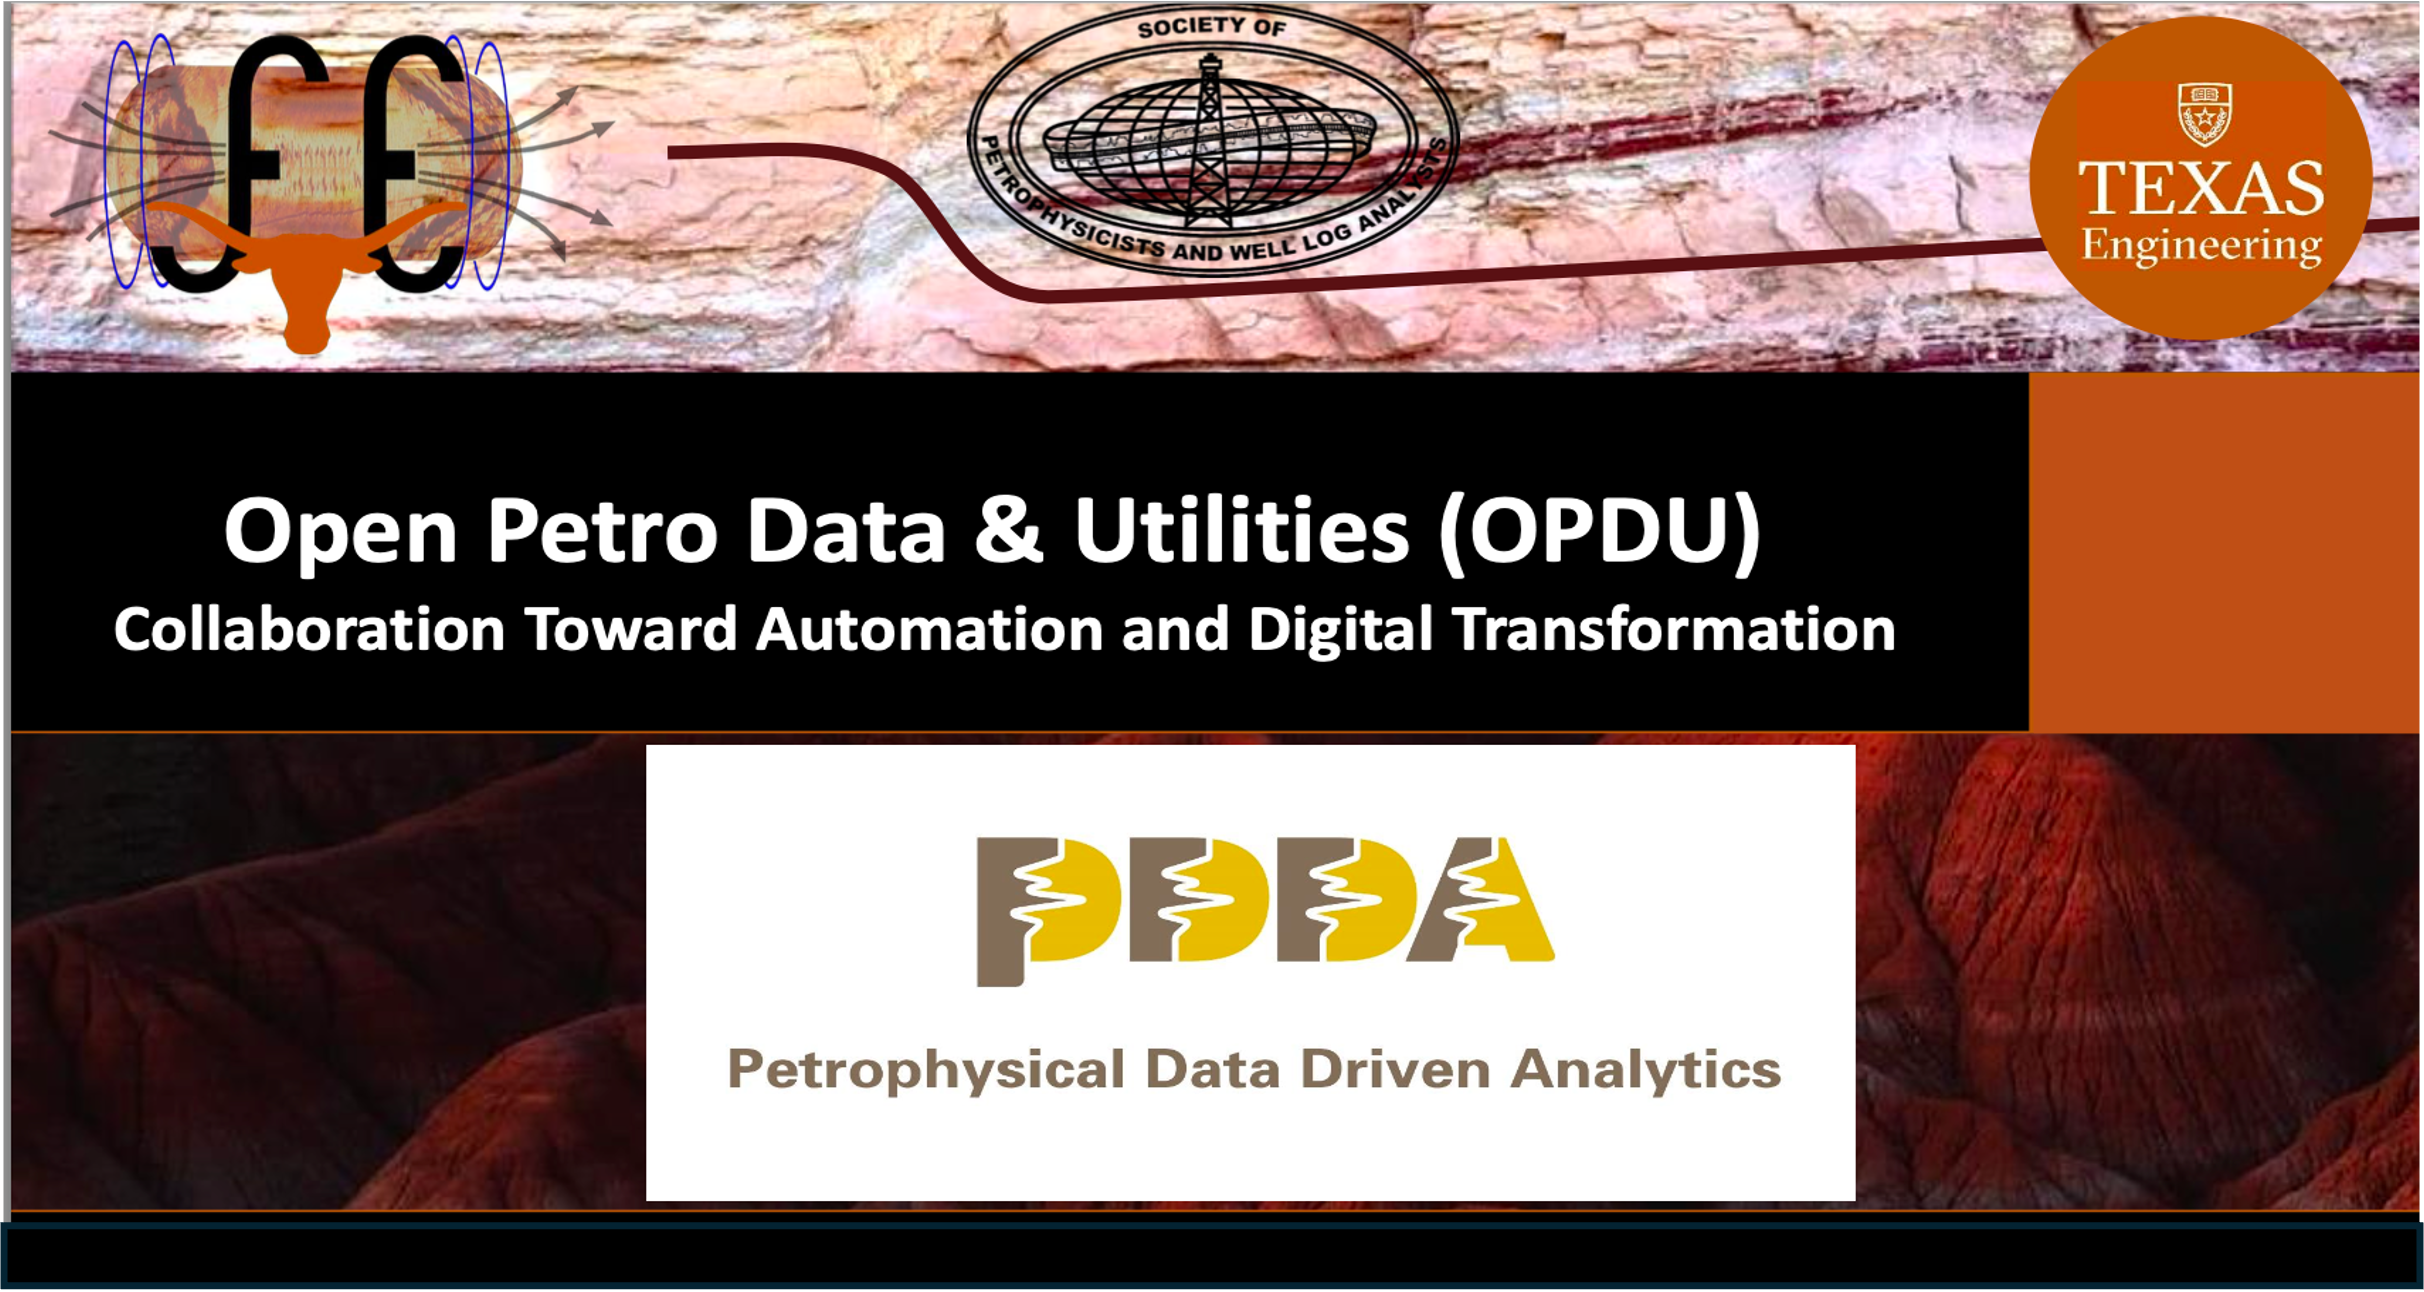 SOCIETY OF
PETROPHYSICISTS AND WELL LOG ANALYSTS
TEXAS
Engineering
Open Petro Data & Utilities (OPDU)
Collaboration Toward Automation and Digital Transformation
PDDA
Petrophysical Data Driven Analytics